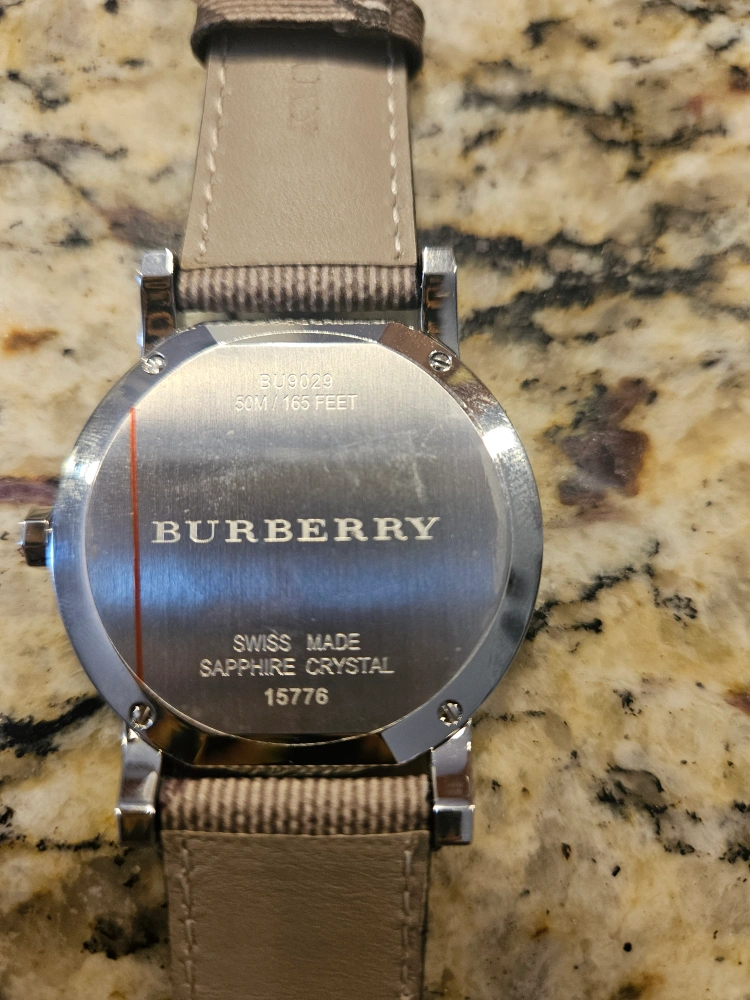 BU9029
50M / 165 FEET
BURBERRY
SWISS MADE
SAPPHIRE CRYSTAL
15776